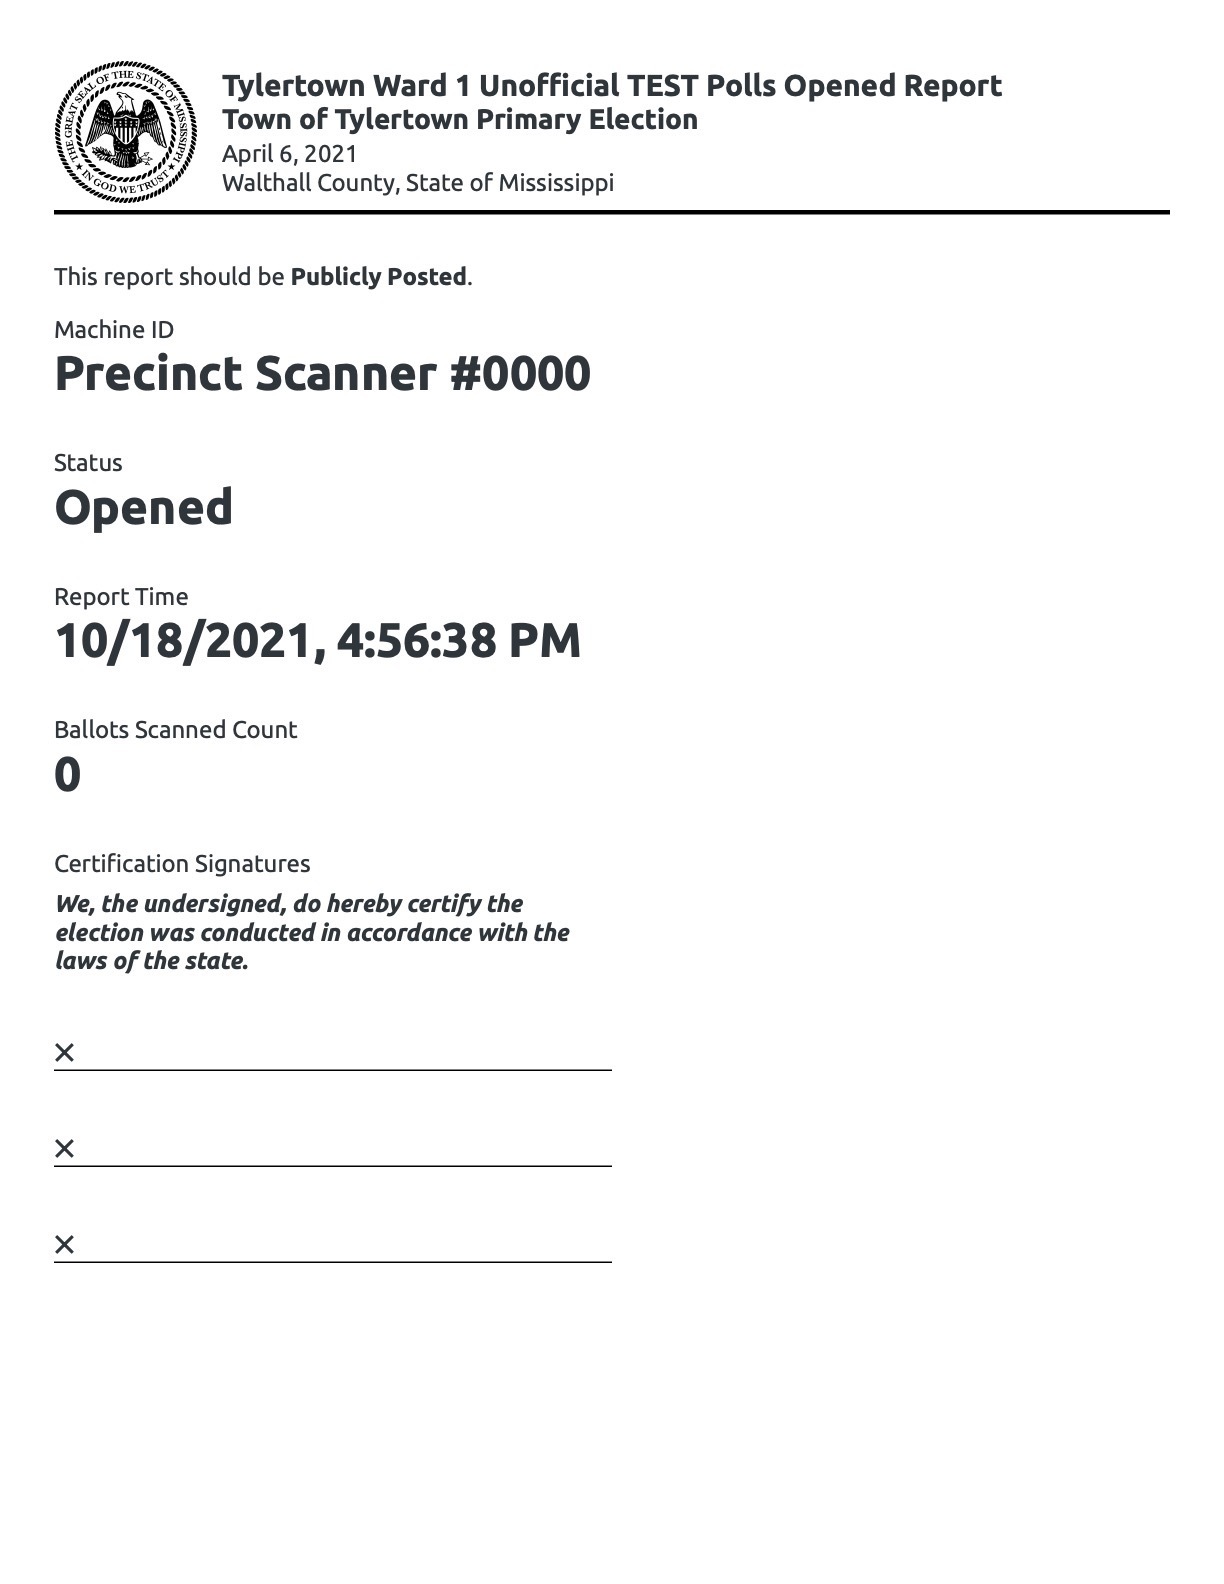 THE GREAT SEAL OF THE STATE OF MISSISSIPPI
★ IN GOD WE TRUST ★
Tylertown Ward 1 Unofficial TEST Polls Opened Report
Town of Tylertown Primary Election
April 6, 2021
Walthall County, State of Mississippi
This report should be Publicly Posted.
Machine ID
Precinct Scanner #0000
Status
Opened
Report Time
10/18/2021, 4:56:38 PM
Ballots Scanned Count
0
Certification Signatures
We, the undersigned, do hereby certify the
election was conducted in accordance with the
laws of the state.
×
×
×